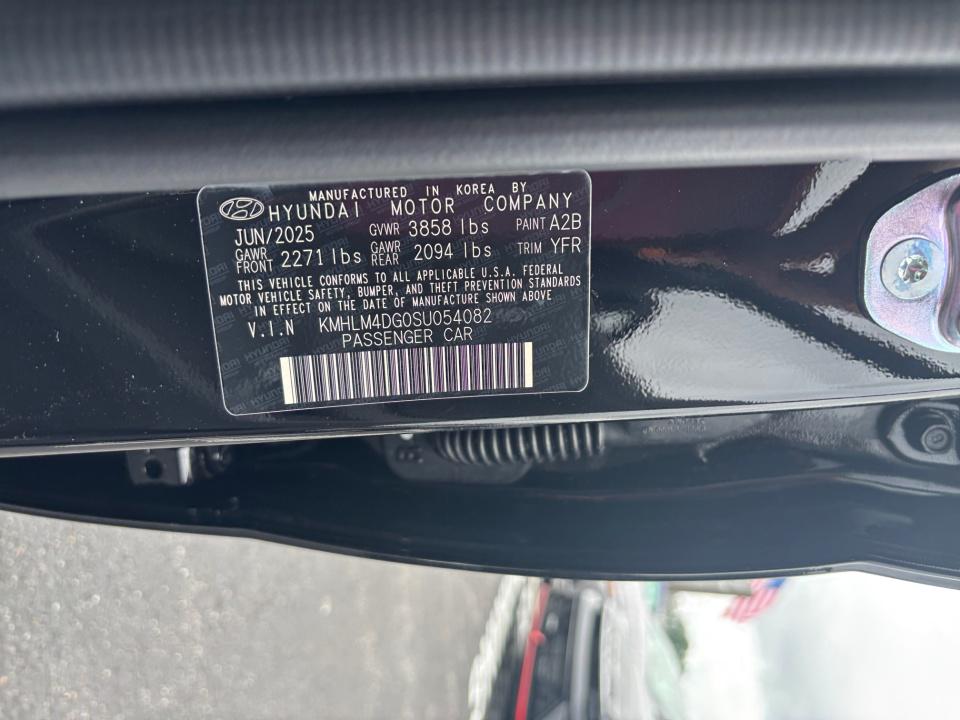 MANUFACTURED IN KOREA BY
HYUNDAI MOTOR COMPANY
JUN/2025 GVWR 3858 lbs PAINT A2B
GAWR FRONT 2271 lbs GAWR REAR 2094 lbs TRIM YFR
THIS VEHICLE CONFORMS TO ALL APPLICABLE U.S.A. FEDERAL
MOTOR VEHICLE SAFETY, BUMPER, AND THEFT PREVENTION STANDARDS
IN EFFECT ON THE DATE OF MANUFACTURE SHOWN ABOVE
V.I.N KMHLM4DG0SU054082
PASSENGER CAR